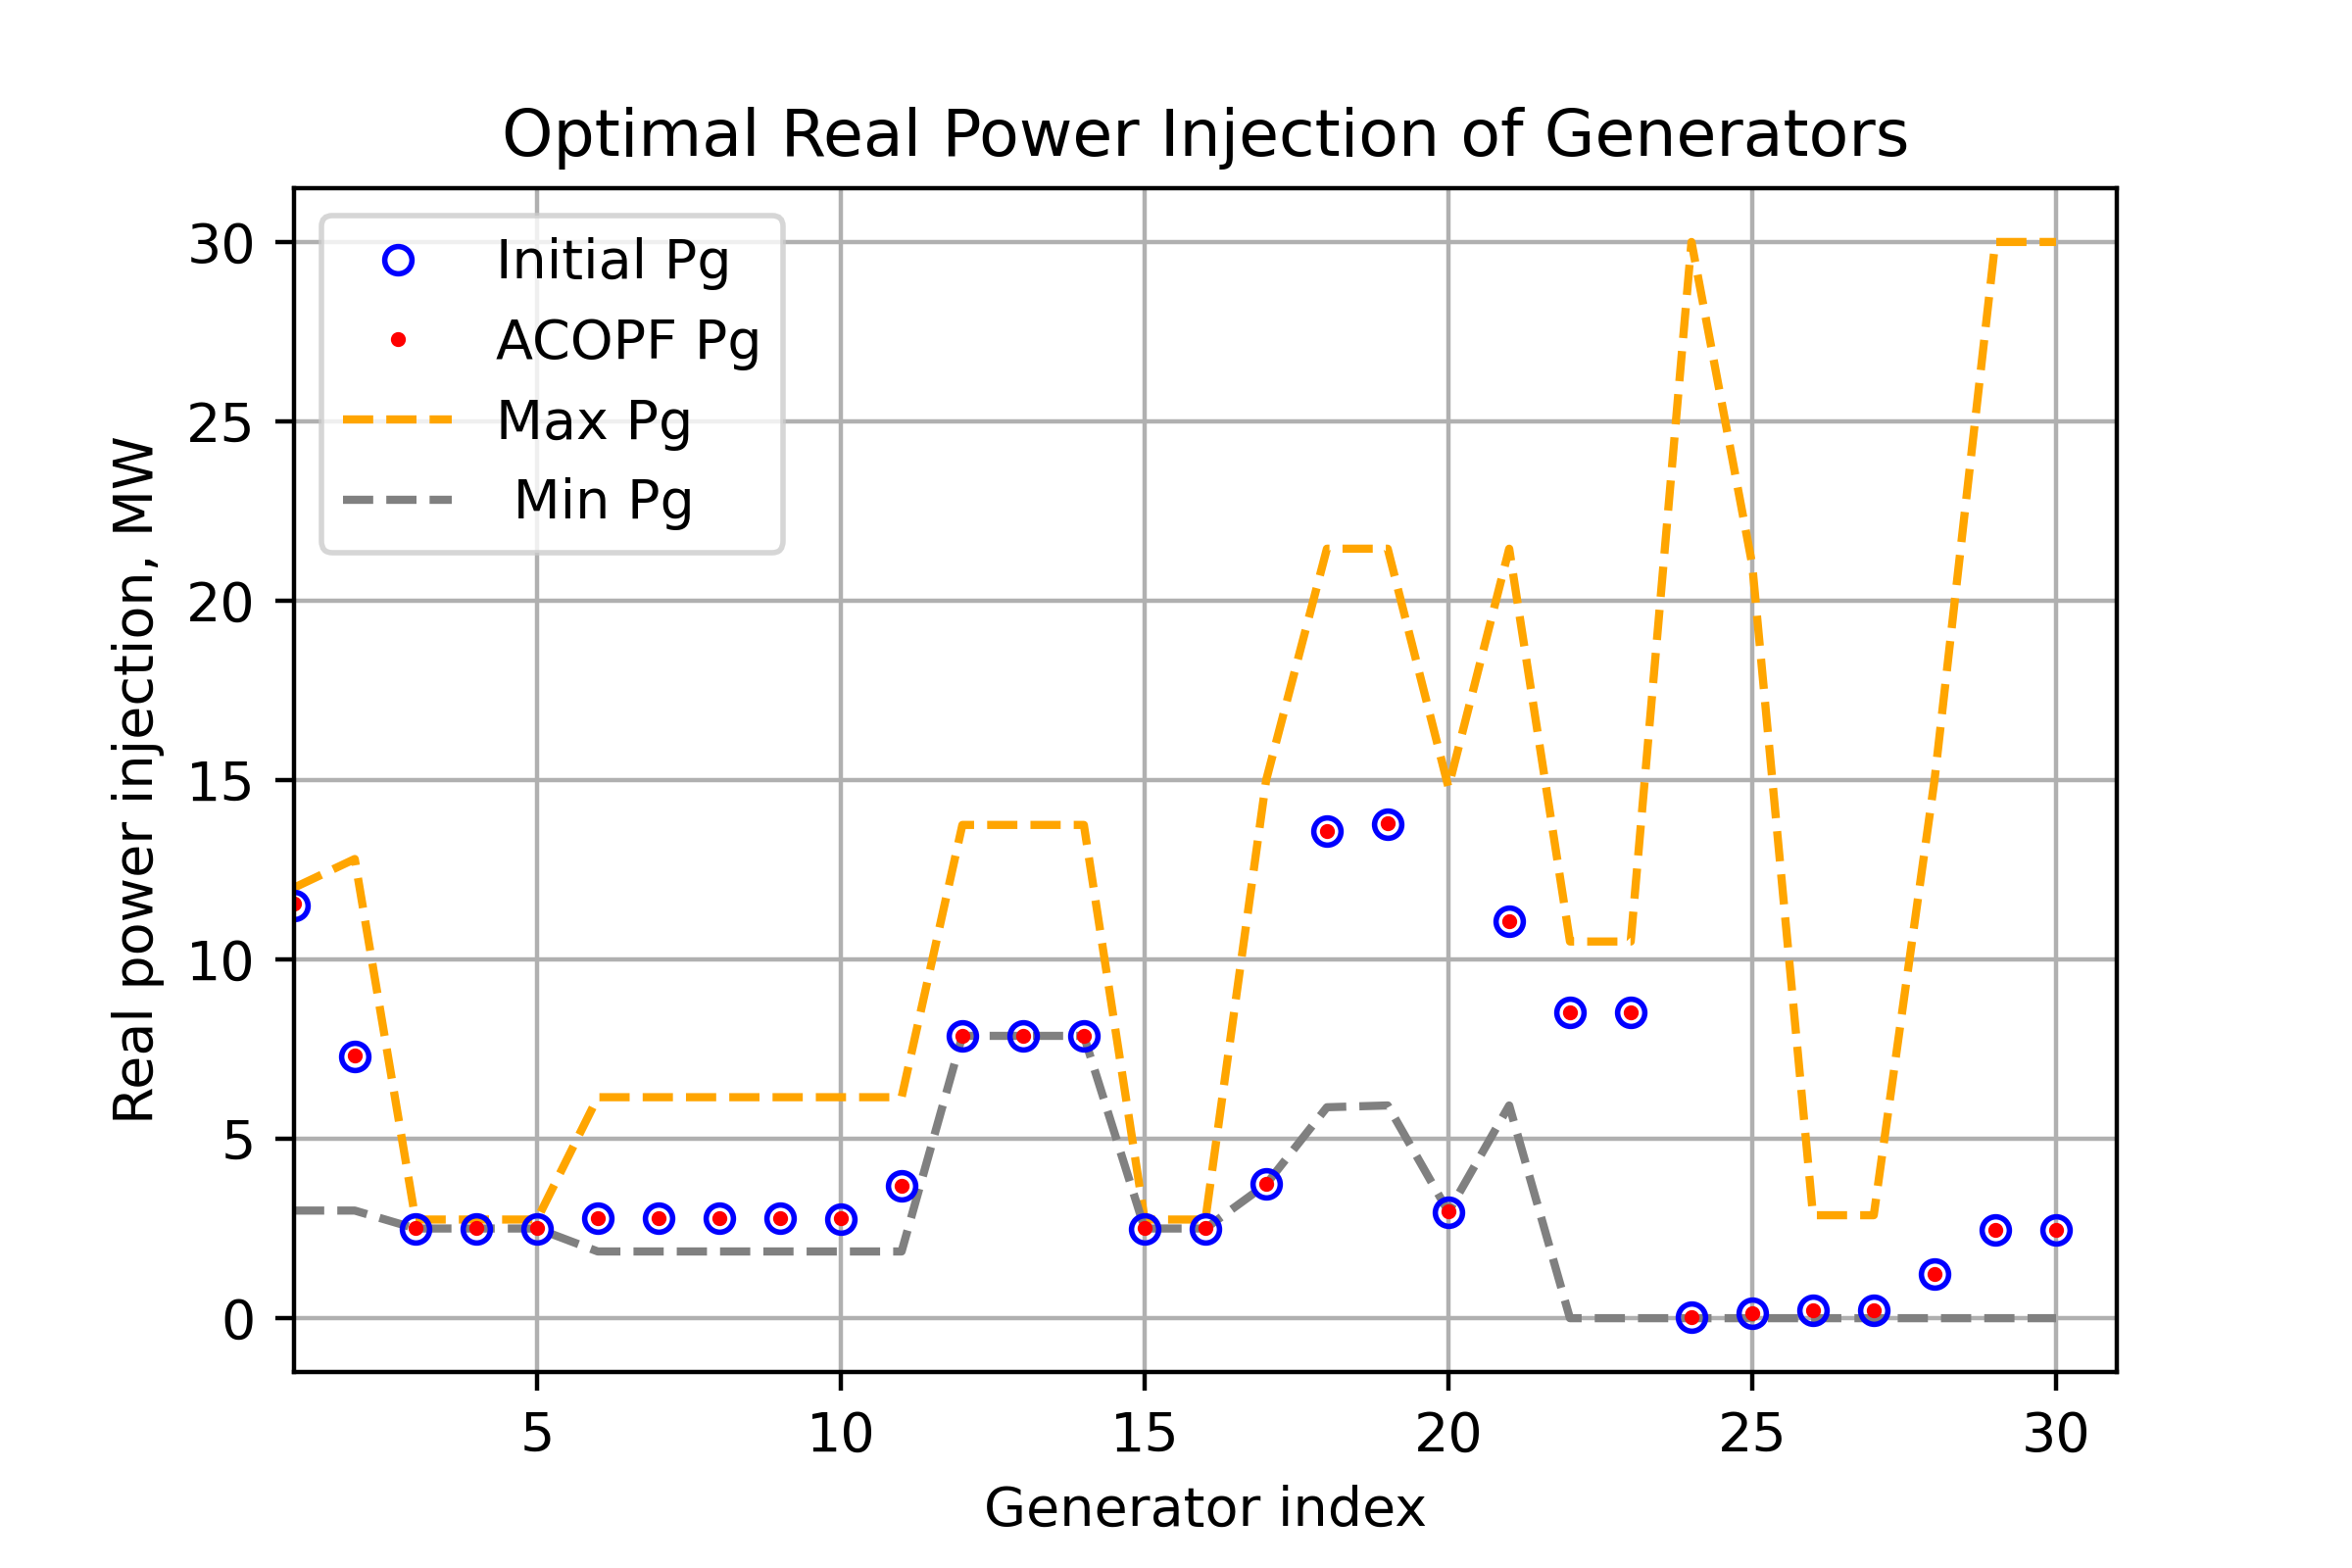 Optimal Real Power Injection of Generators
Real power injection, MW
30
25
20
15
10
5
0
Initial Pg
ACOPF Pg
Max Pg
Min Pg
5 10 15 20 25 30
Generator index